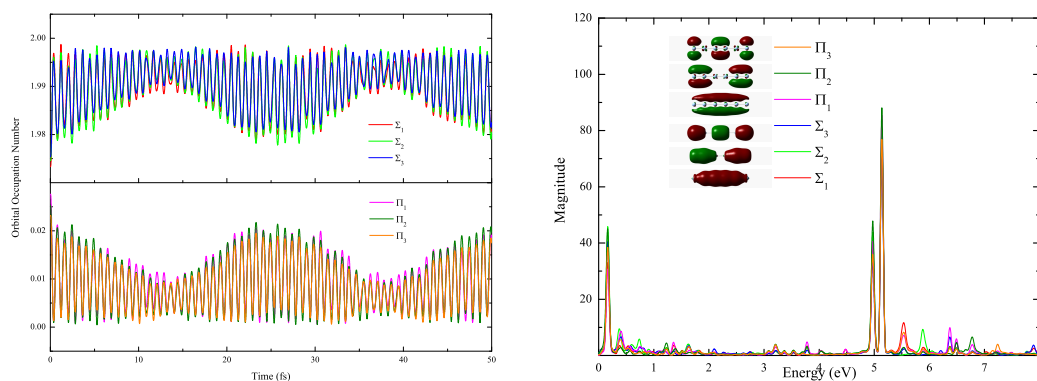 2.00
1.99
1.98
Σ1
Σ2
Σ3
Orbital Occupation Number
0.02
0.01
0.00
Π1
Π2
Π3
0 10 20 30 40 50
Time (fs)
120
100
80
60
40
20
Magnitude
Π3
Π2
Π1
Σ3
Σ2
Σ1
0 1 2 3 4 5 6 7
Energy (eV)